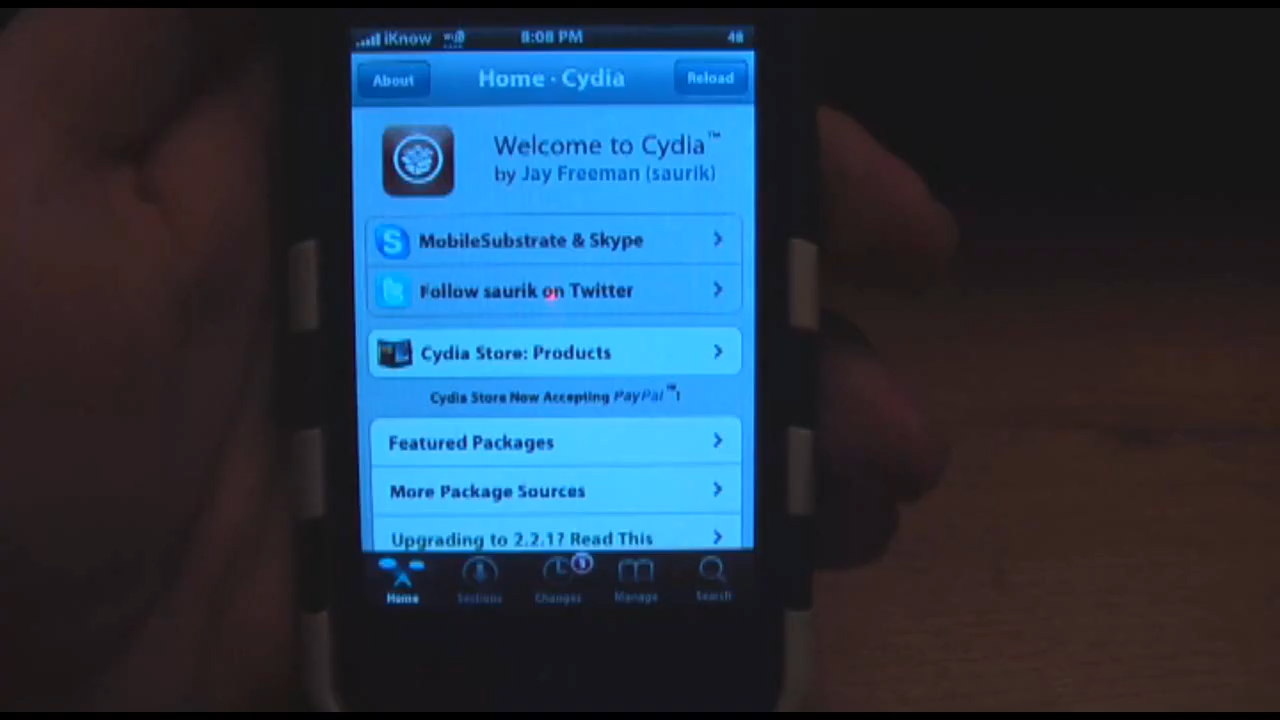 iKnow 8:08 PM 48
About Home · Cydia Reload
Welcome to Cydia™
by Jay Freeman (saurik)
MobileSubstrate & Skype
Follow saurik on Twitter
Cydia Store: Products
Cydia Store Now Accepting PayPal™!
Featured Packages
More Package Sources
Upgrading to 2.2.1? Read This
Home Sections Changes Manage Search